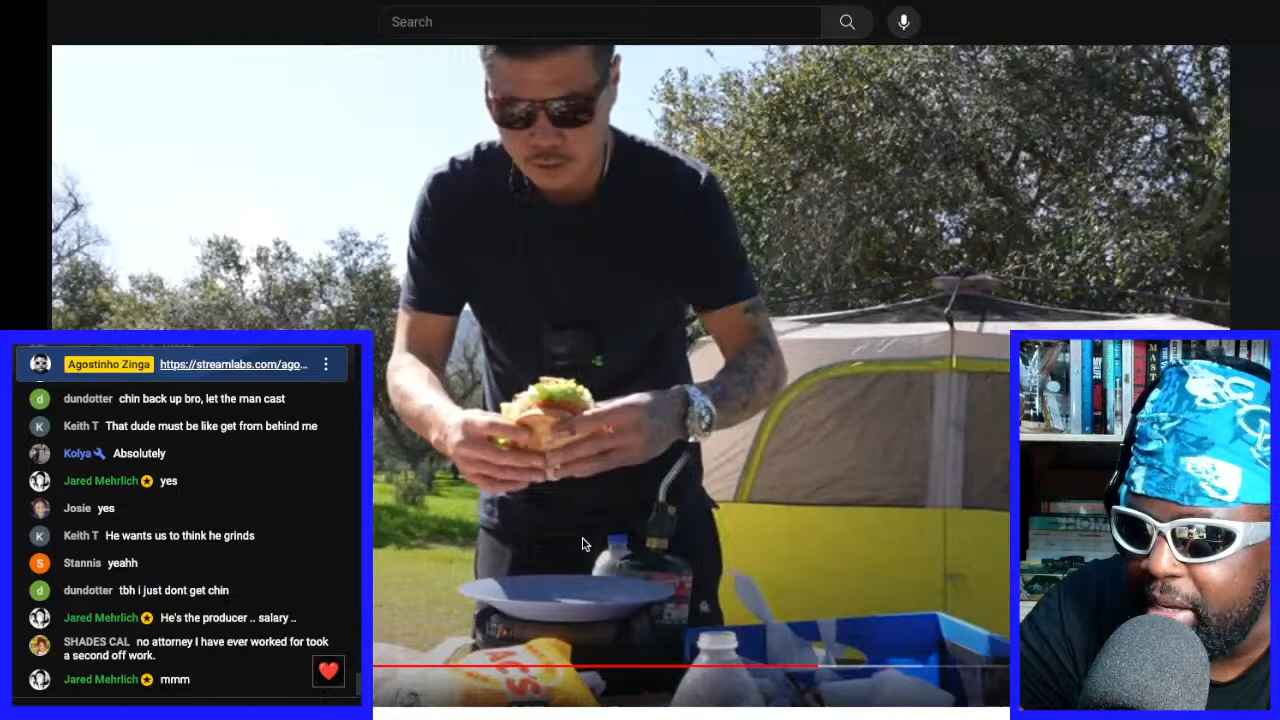 Search
Agostinho Zinga https://streamlabs.com/ago...
dundotter chin back up bro, let the man cast
Keith T That dude must be like get from behind me
Kolya Absolutely
Jared Mehrlich yes
Josie yes
Keith T He wants us to think he grinds
Stannis yeahh
dundotter tbh i just dont get chin
Jared Mehrlich He's the producer .. salary ..
SHADES CAL no attorney I have ever worked for took
a second off work.
Jared Mehrlich mmm